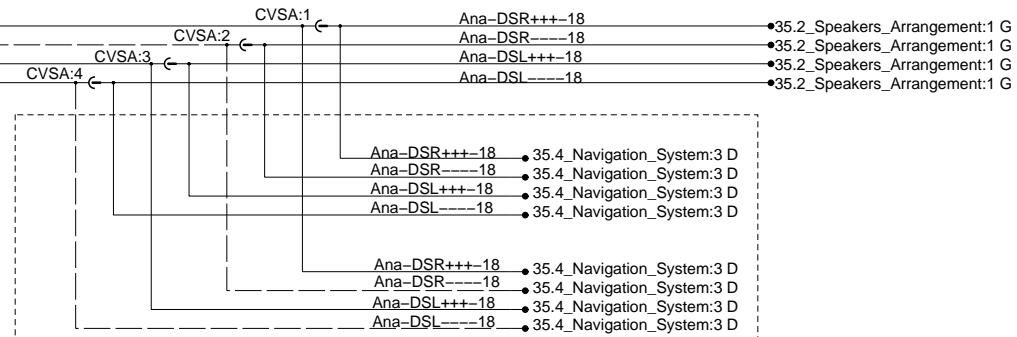 CVSA:1 Ana−DSR+++−18 35.2_Speakers_Arrangement:1 G
CVSA:2 Ana−DSR−−−−18 35.2_Speakers_Arrangement:1 G
CVSA:3 Ana−DSL+++−18 35.2_Speakers_Arrangement:1 G
CVSA:4 Ana−DSL−−−−18 35.2_Speakers_Arrangement:1 G
Ana−DSR+++−18 35.4_Navigation_System:3 D
Ana−DSR−−−−18 35.4_Navigation_System:3 D
Ana−DSL+++−18 35.4_Navigation_System:3 D
Ana−DSL−−−−18 35.4_Navigation_System:3 D
Ana−DSR+++−18 35.4_Navigation_System:3 D
Ana−DSR−−−−18 35.4_Navigation_System:3 D
Ana−DSL+++−18 35.4_Navigation_System:3 D
Ana−DSL−−−−18 35.4_Navigation_System:3 D